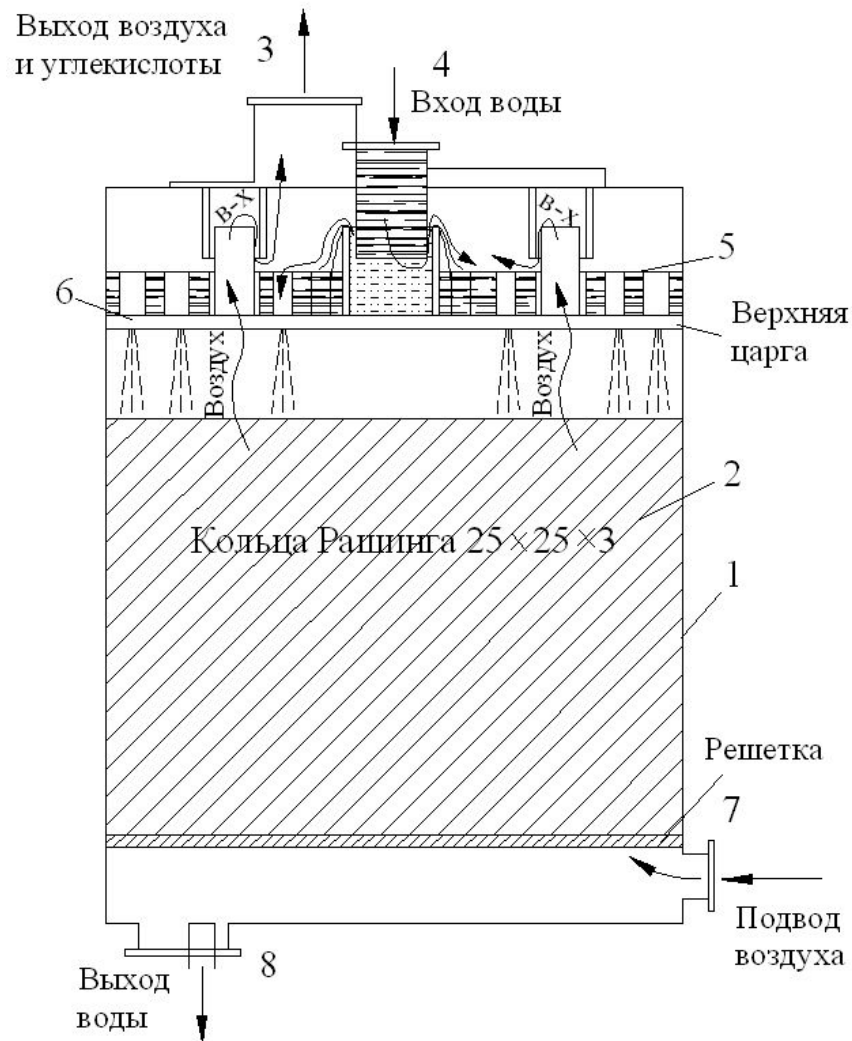 Выход воздуха
и углекислоты
3
4
Вход воды
в-х
в-х
5
6
Верхняя
царга
Воздух
Воздух
2
Кольца Рашинга 25×25×3
1
Решетка
7
Подвод
воздуха
8
Выход
воды